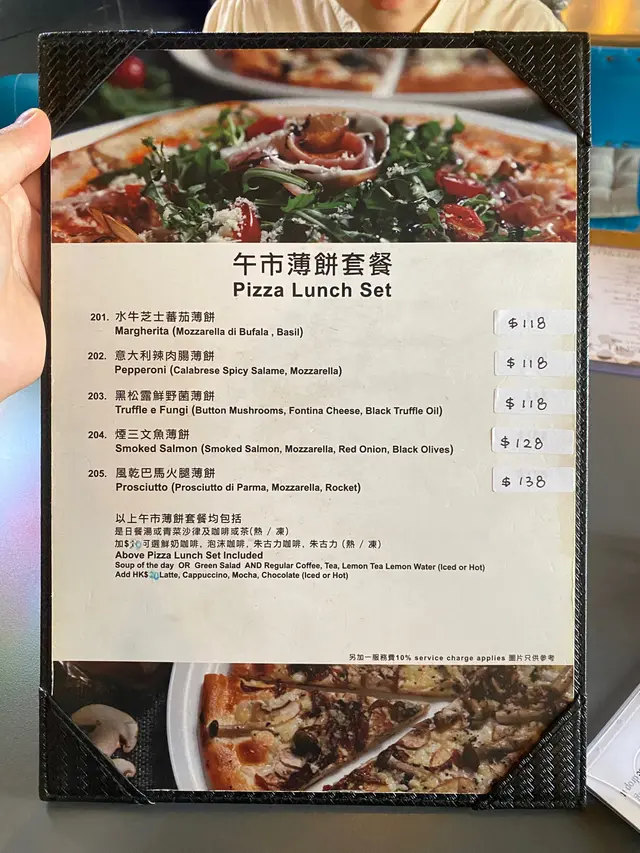 午市薄餅套餐
Pizza Lunch Set
201. 水牛芝士蕃茄薄餅 $118
Margherita (Mozzarella di Bufala , Basil)
202. 意大利辣肉腸薄餅 $118
Pepperoni (Calabrese Spicy Salame, Mozzarella)
203. 黑松露鮮野菌薄餅 $118
Truffle e Fungi (Button Mushrooms, Fontina Cheese, Black Truffle Oil)
204. 煙三文魚薄餅 $128
Smoked Salmon (Smoked Salmon, Mozzarella, Red Onion, Black Olives)
205. 風乾巴馬火腿薄餅 $138
Prosciutto (Prosciutto di Parma, Mozzarella, Rocket)
以上午市薄餅套餐均包括
是日餐湯或青菜沙律及咖啡或茶(熱 / 凍)
加$ 可選鮮奶咖啡, 泡沫咖啡, 朱古力咖啡, 朱古力 (熱 / 凍)
Above Pizza Lunch Set Included
Soup of the day OR Green Salad AND Regular Coffee, Tea, Lemon Tea Lemon Water (Iced or Hot)
Add HK$ Latte, Cappuccino, Mocha, Chocolate (Iced or Hot)
另加一服務費10% service charge applies 圖片只供參考